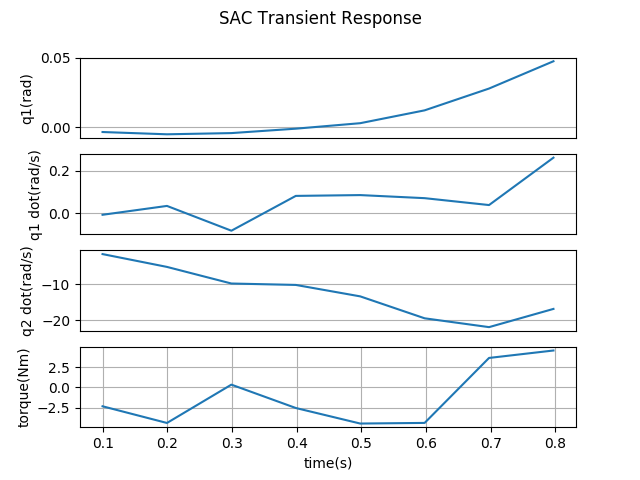 SAC Transient Response
0.05
0.00
q1(rad)
0.2
0.0
q1 dot(rad/s)
−10
−20
q2 dot(rad/s)
2.5
0.0
−2.5
torque(Nm)
0.1 0.2 0.3 0.4 0.5 0.6 0.7 0.8
time(s)